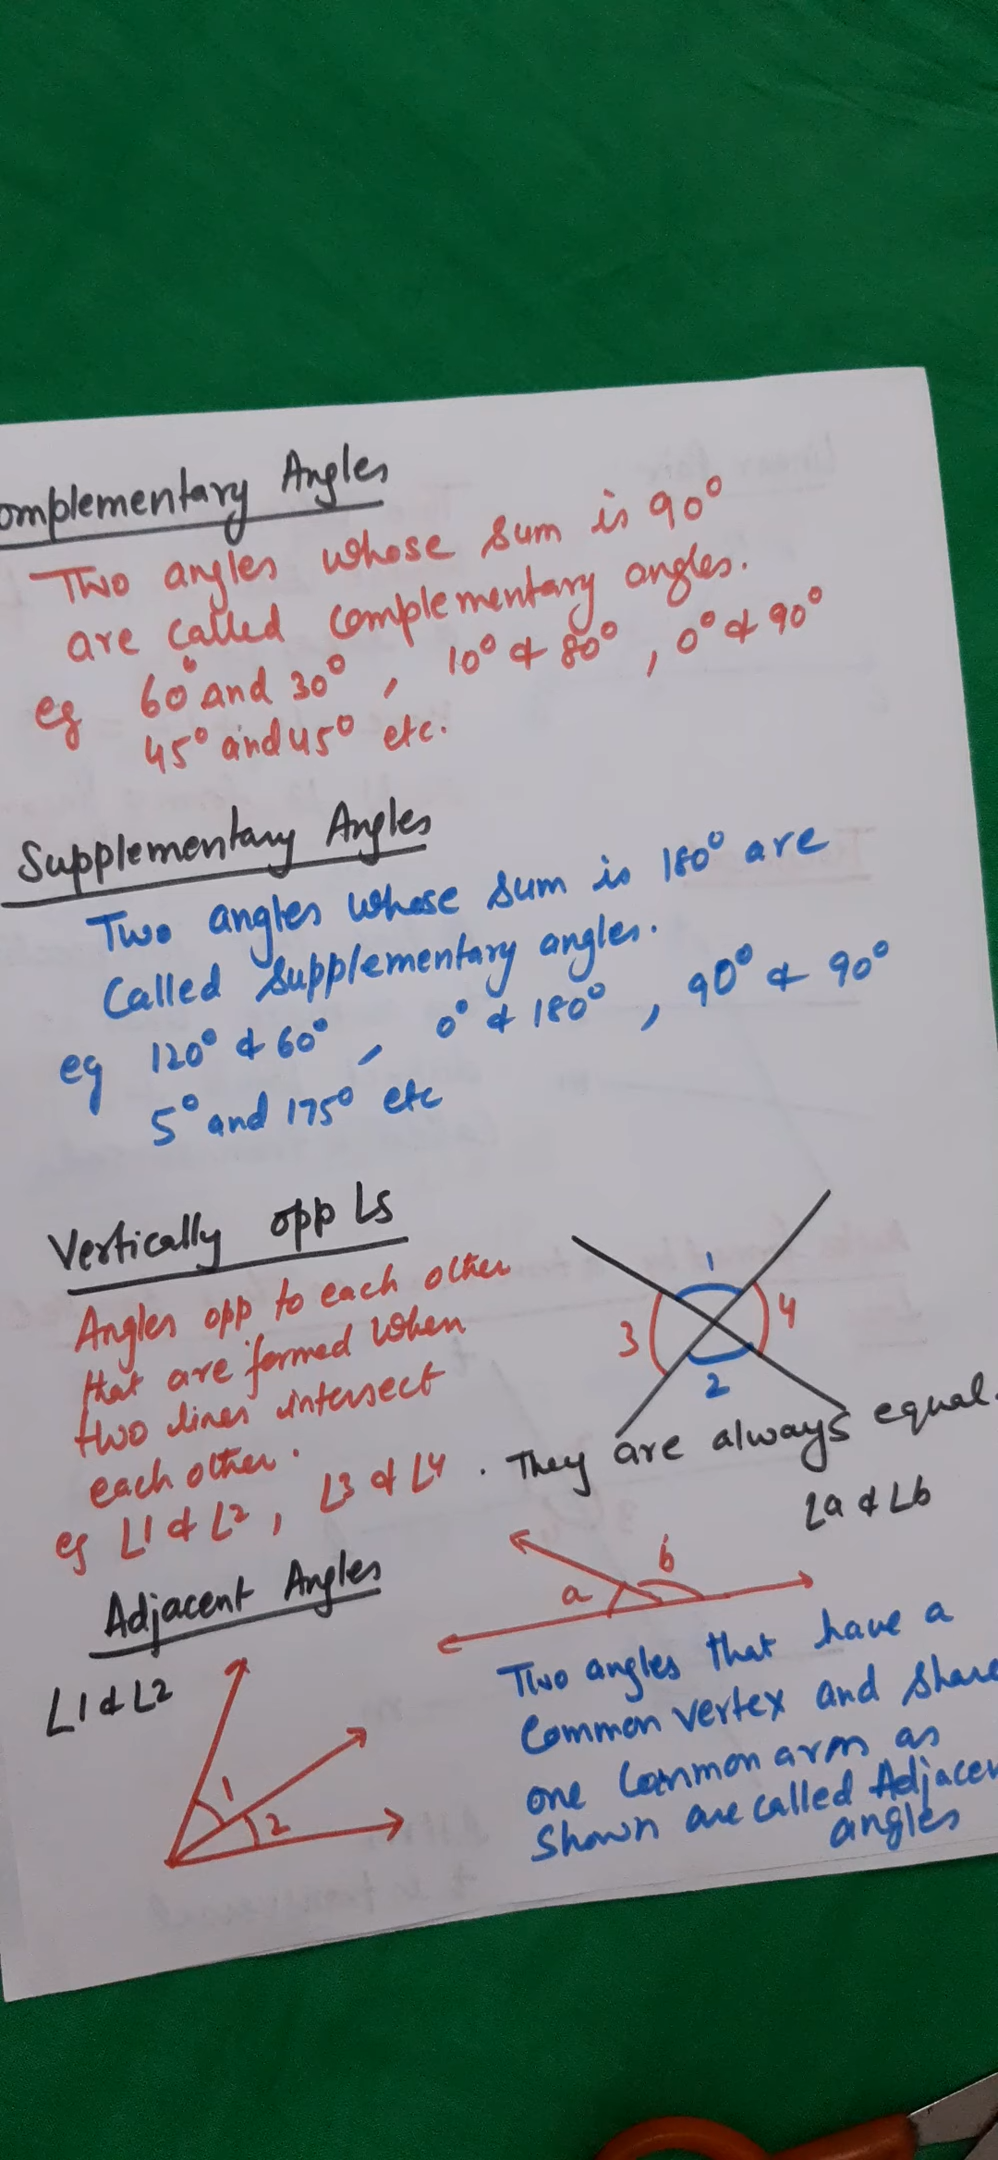 omplementary Angles
Two angles whose sum is 90°
are called complementary angles.
eg 60° and 30°, 10° & 80°, 0° & 90°
45° and 45° etc.
Supplementary Angles
Two angles whose sum is 180° are
Called Supplementary angles.
eg 120° & 60°, 0° & 180°, 90° & 90°
5° and 175° etc
Vertically opp ∠s
Angles opp to each other
that are formed when
two lines intersect
each other.
eg ∠1 & ∠2, ∠3 & ∠4. They are always equal.
1
3
4
2
Adjacent Angles
∠a & ∠b
a
b
∠1 & ∠2
1
2
Two angles that have a
Common vertex and share
one Common arm as
Shown are called Adjacen
angles